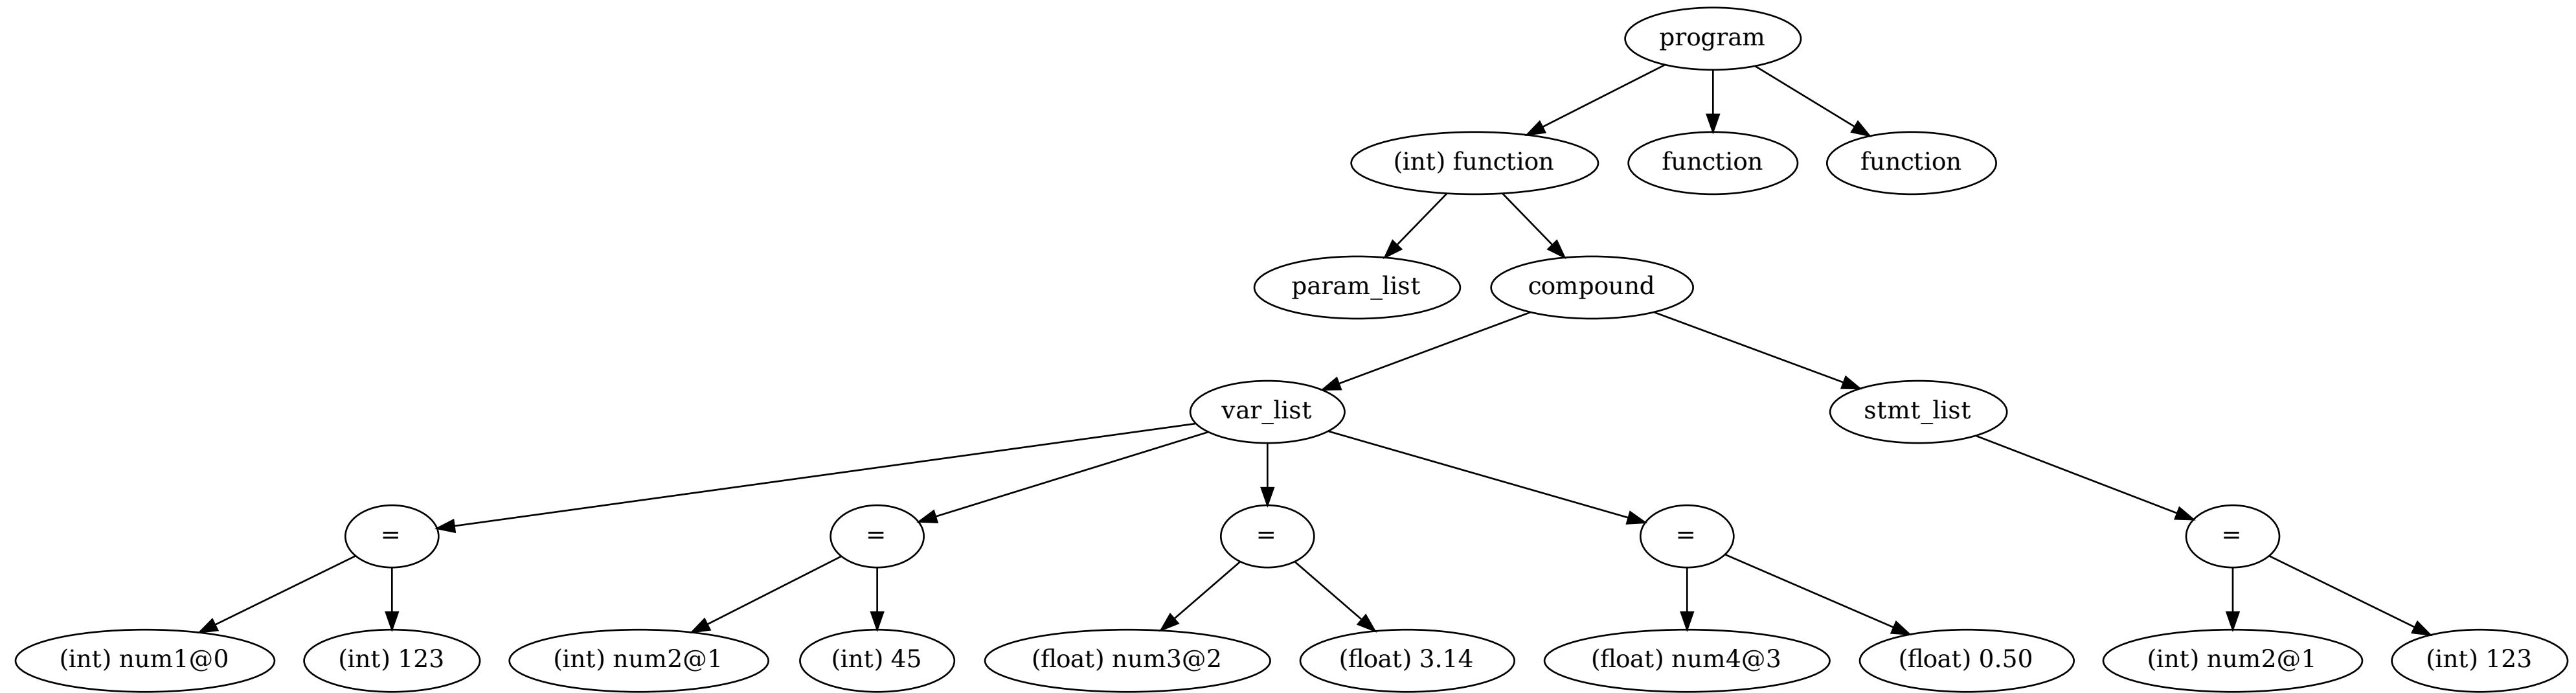 program
(int) function
function
function
param_list
compound
var_list
stmt_list
=
=
=
=
=
(int) num1@0
(int) 123
(int) num2@1
(int) 45
(float) num3@2
(float) 3.14
(float) num4@3
(float) 0.50
(int) num2@1
(int) 123